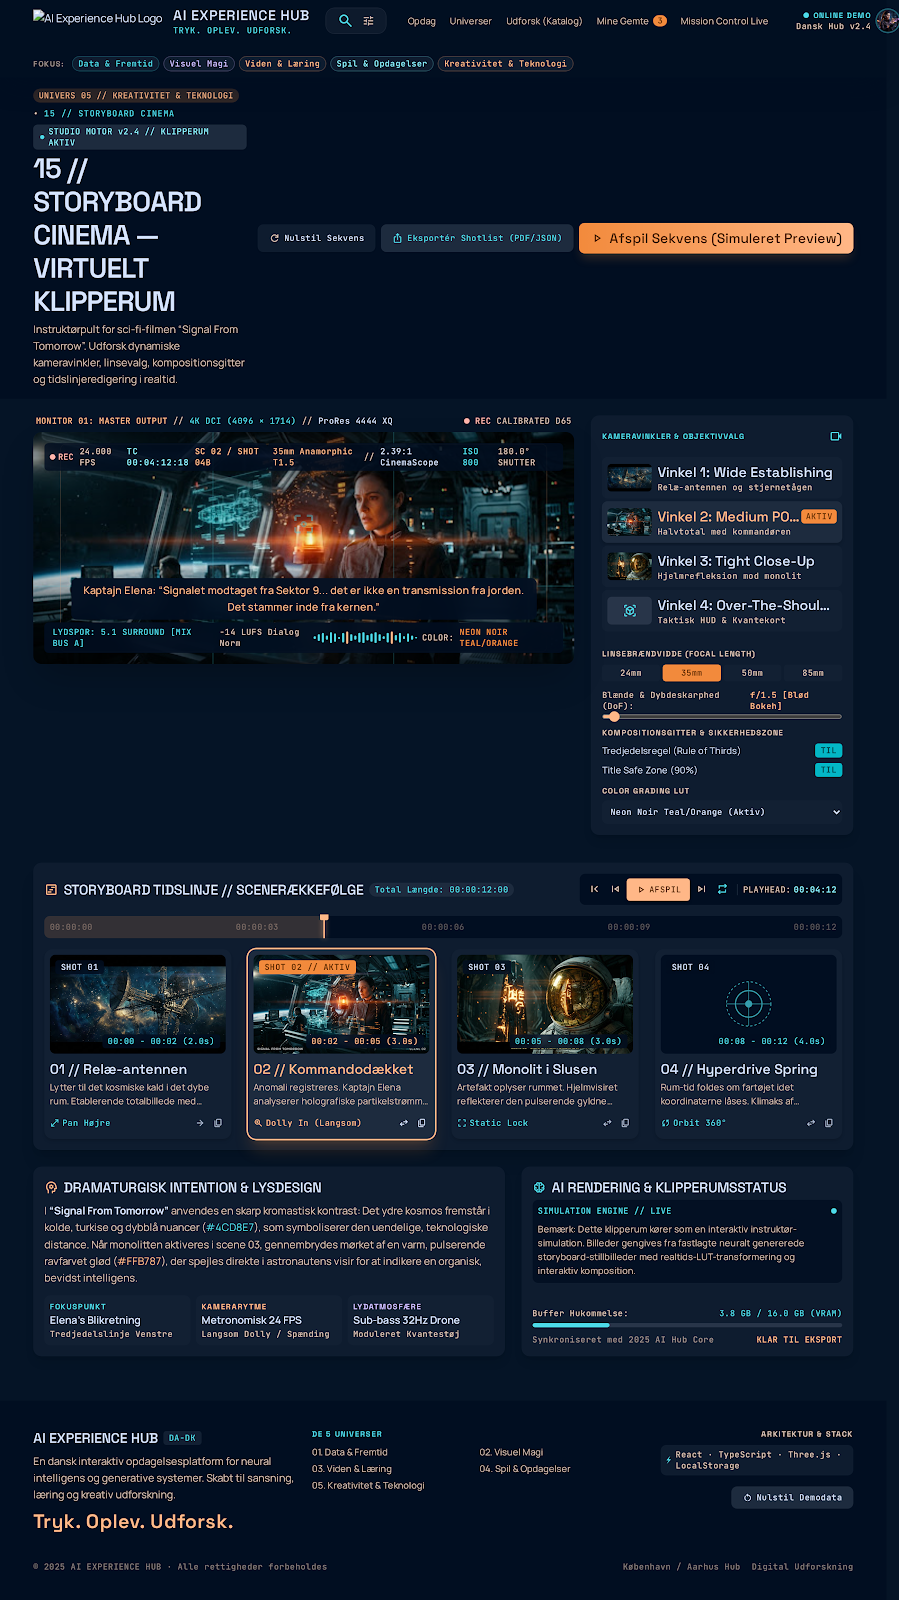 AI Experience Hub Logo
AI EXPERIENCE HUB
TRYK. OPLEV. UDFORSK.
Opdag
Universer
Udforsk (Katalog)
Mine Gemte 3
Mission Control Live
ONLINE DEMO
Dansk Hub v2.4
FOKUS:
Data & Fremtid
Visuel Magi
Viden & Læring
Spil & Opdagelser
Kreativitet & Teknologi
UNIVERS 05 // KREATIVITET & TEKNOLOGI
• 15 // STORYBOARD CINEMA
STUDIO MOTOR v2.4 // KLIPPERUM
AKTIV
15 //
STORYBOARD
CINEMA —
VIRTUELT
KLIPPERUM
Nulstil Sekvens
Eksportér Shotlist (PDF/JSON)
Afspil Sekvens (Simuleret Preview)
Instruktørpult for sci-fi-filmen “Signal From
Tomorrow”. Udforsk dynamiske
kameravinkler, linsevalg, kompositionsgitter
og tidslinjeredigering i realtid.
MONITOR 01: MASTER OUTPUT // 4K DCI (4096 × 1714) // ProRes 4444 XQ
REC CALIBRATED D65
REC
24.000
FPS
TC
00:04:12:18
SC 02 / SHOT
04B
35mm Anamorphic
T1.5
//
2.39:1
CinemaScope
ISO
800
180.0°
SHUTTER
Kaptajn Elena: “Signalet modtaget fra Sektor 9... det er ikke en transmission fra jorden.
Det stammer inde fra kernen.”
LYDSPOR: 5.1 SURROUND [MIX
BUS A]
-14 LUFS Dialog
Norm
COLOR:
NEON NOIR
TEAL/ORANGE
KAMERAVINKLER & OBJEKTIVVALG
Vinkel 1: Wide Establishing
Relæ-antennen og stjernetågen
Vinkel 2: Medium PO...
AKTIV
Halvtotal med kommandøren
Vinkel 3: Tight Close-Up
Hjelmrefleksion mod monolit
Vinkel 4: Over-The-Shoul...
Taktisk HUD & Kvantekort
LINSEBRÆNDVIDDE (FOCAL LENGTH)
24mm
35mm
50mm
85mm
Blænde & Dybdeskarphed
(DoF):
f/1.5 [Blød
Bokeh]
KOMPOSITIONSGITTER & SIKKERHEDSZONE
Tredjedelsregel (Rule of Thirds)
TIL
Title Safe Zone (90%)
TIL
COLOR GRADING LUT
Neon Noir Teal/Orange (Aktiv)
STORYBOARD TIDSLINJE // SCENERÆKKEFØLGE
Total Længde: 00:00:12:00
AFSPIL
PLAYHEAD: 00:04:12
00:00:00
00:00:03
00:00:06
00:00:09
00:00:12
SHOT 01
00:00 - 00:02 (2.0s)
01 // Relæ-antennen
Lytter til det kosmiske kald i det dybe
rum. Etablerende totalbillede med...
Pan Højre
SHOT 02 // AKTIV
SIGNAL FROM TOMORROW
00:02 - 00:05 (3.0s)
02 // Kommandodækket
Anomali registreres. Kaptajn Elena
analyserer holografiske partikelstrømm...
Dolly In (Langsom)
SHOT 03
00:05 - 00:08 (3.0s)
03 // Monolit i Slusen
Artefakt oplyser rummet. Hjelmvisiret
reflekterer den pulserende gyldne...
Static Lock
SHOT 04
00:08 - 00:12 (4.0s)
04 // Hyperdrive Spring
Rum-tid foldes om fartøjet idet
koordinaterne låses. Klimaks af...
Orbit 360°
DRAMATURGISK INTENTION & LYSDESIGN
I “Signal From Tomorrow” anvendes en skarp kromastisk kontrast: Det ydre kosmos fremstår i
kolde, turkise og dybblå nuancer (#4CD8E7), som symboliserer den uendelige, teknologiske
distance. Når monolitten aktiveres i scene 03, gennembrydes mørket af en varm, pulserende
ravfarvet glød (#FFB787), der spejles direkte i astronautens visir for at indikere en organisk,
bevidst intelligens.
FOKUSPUNKT
Elena's Blikretning
Tredjedelslinje Venstre
KAMERARYTME
Metronomisk 24 FPS
Langsom Dolly / Spænding
LYDATMOSFÆRE
Sub-bass 32Hz Drone
Moduleret Kvantestøj
AI RENDERING & KLIPPERUMSSTATUS
SIMULATION ENGINE // LIVE
Bemærk: Dette klipperum kører som en interaktiv instruktør-
simulation. Billeder gengives fra fastlagte neuralt genererede
storyboard-stillbilleder med realtids-LUT-transformering og
interaktiv komposition.
Buffer Hukommelse:
3.8 GB / 16.0 GB (VRAM)
Synkroniseret med 2025 AI Hub Core
KLAR TIL EKSPORT
AI EXPERIENCE HUB
DA-DK
En dansk interaktiv opdagelsesplatform for neural
intelligens og generative systemer. Skabt til sansning,
læring og kreativ udforskning.
Tryk. Oplev. Udforsk.
DE 5 UNIVERSER
01. Data & Fremtid
02. Visuel Magi
03. Viden & Læring
04. Spil & Opdagelser
05. Kreativitet & Teknologi
ARKITEKTUR & STACK
React · TypeScript · Three.js ·
LocalStorage
Nulstil Demodata
© 2025 AI EXPERIENCE HUB · Alle rettigheder forbeholdes
København / Aarhus Hub
Digital Udforskning